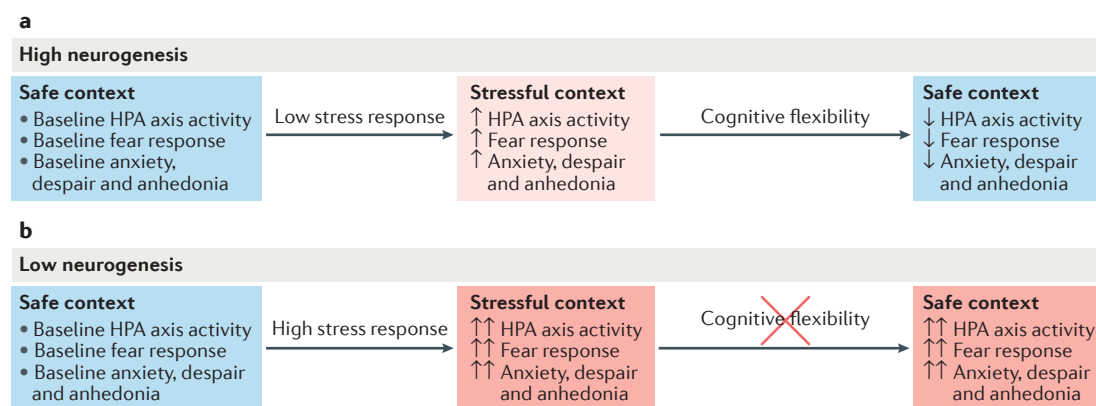 a
High neurogenesis
Safe context
• Baseline HPA axis activity
• Baseline fear response
• Baseline anxiety,
despair and anhedonia
Low stress response
Stressful context
↑ HPA axis activity
↑ Fear response
↑ Anxiety, despair
and anhedonia
Cognitive flexibility
Safe context
↓ HPA axis activity
↓ Fear response
↓ Anxiety, despair
and anhedonia
b
Low neurogenesis
Safe context
• Baseline HPA axis activity
• Baseline fear response
• Baseline anxiety, despair
and anhedonia
High stress response
Stressful context
↑↑ HPA axis activity
↑↑ Fear response
↑↑ Anxiety, despair
and anhedonia
Cognitive flexibility
Safe context
↑↑ HPA axis activity
↑↑ Fear response
↑↑ Anxiety, despair
and anhedonia